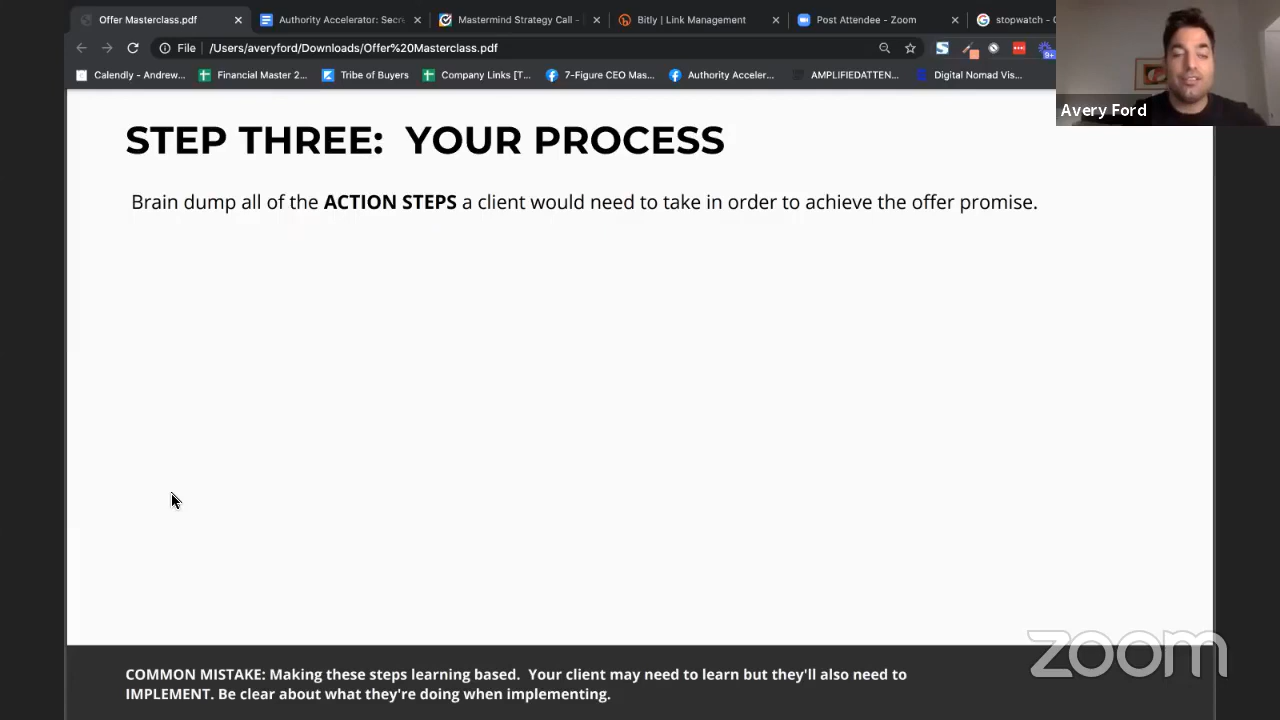 Offer Masterclass.pdf
Authority Accelerator: Secre
Mastermind Strategy Call -
Bitly | Link Management
Post Attendee - Zoom
stopwatch -
File
/Users/averyford/Downloads/Offer%20Masterclass.pdf
9+
Calendly - Andrew...
Financial Master 2...
Tribe of Buyers
Company Links [T...
7-Figure CEO Mas...
Authority Acceler...
AMPLIFIEDATTEN...
Digital Nomad Vis...
Avery Ford
STEP THREE: YOUR PROCESS
Brain dump all of the ACTION STEPS a client would need to take in order to achieve the offer promise.
zoom
COMMON MISTAKE: Making these steps learning based. Your client may need to learn but they'll also need to
IMPLEMENT. Be clear about what they're doing when implementing.